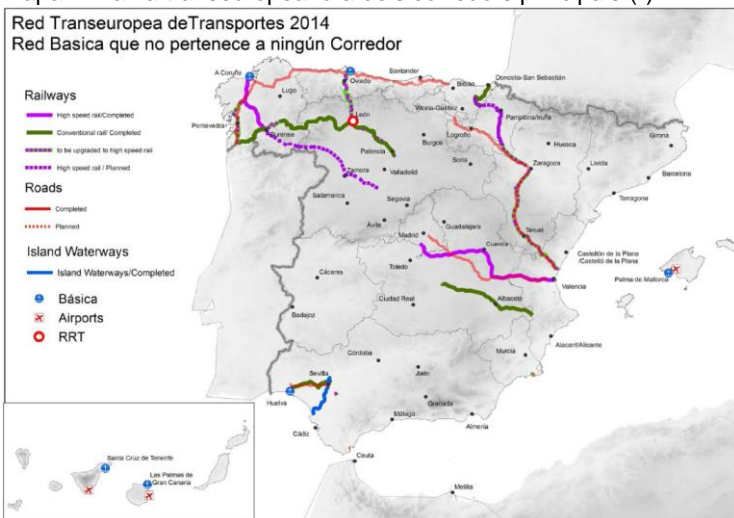 Red Transeuropea deTransportes 2014
Red Basica que no pertenece a ningún Corredor
Railways
High speed rail/Completed
Conventional rail/ Completed
to be upgraded to high speed rail
High speed rail / Planned
Roads
Completed
Planned
Island Waterways
Island Waterways/Completed
Básica
Airports
RRT
A Coruña
Lugo
Oviedo
Santander
Bilbao
Donostia-San Sebastián
Pontevedra
Ourense
León
Vitoria-Gasteiz
Pamplona/Iruña
Logroño
Palencia
Burgos
Huesca
Girona
Zamora
Valladolid
Soria
Zaragoza
Lleida
Barcelona
Tarragona
Salamanca
Segovia
Ávila
Guadalajara
Madrid
Teruel
Cuenca
Castellón de la Plana
/Castelló de la Plana
Toledo
Valencia
Palma de Mallorca
Cáceres
Ciudad Real
Albacete
Badajoz
Alacant/Alicante
Murcia
Córdoba
Jaén
Sevilla
Huelva
Granada
Cádiz
Málaga
Almería
Ceuta
Melilla
Santa Cruz de Tenerife
Las Palmas de
Gran Canaria